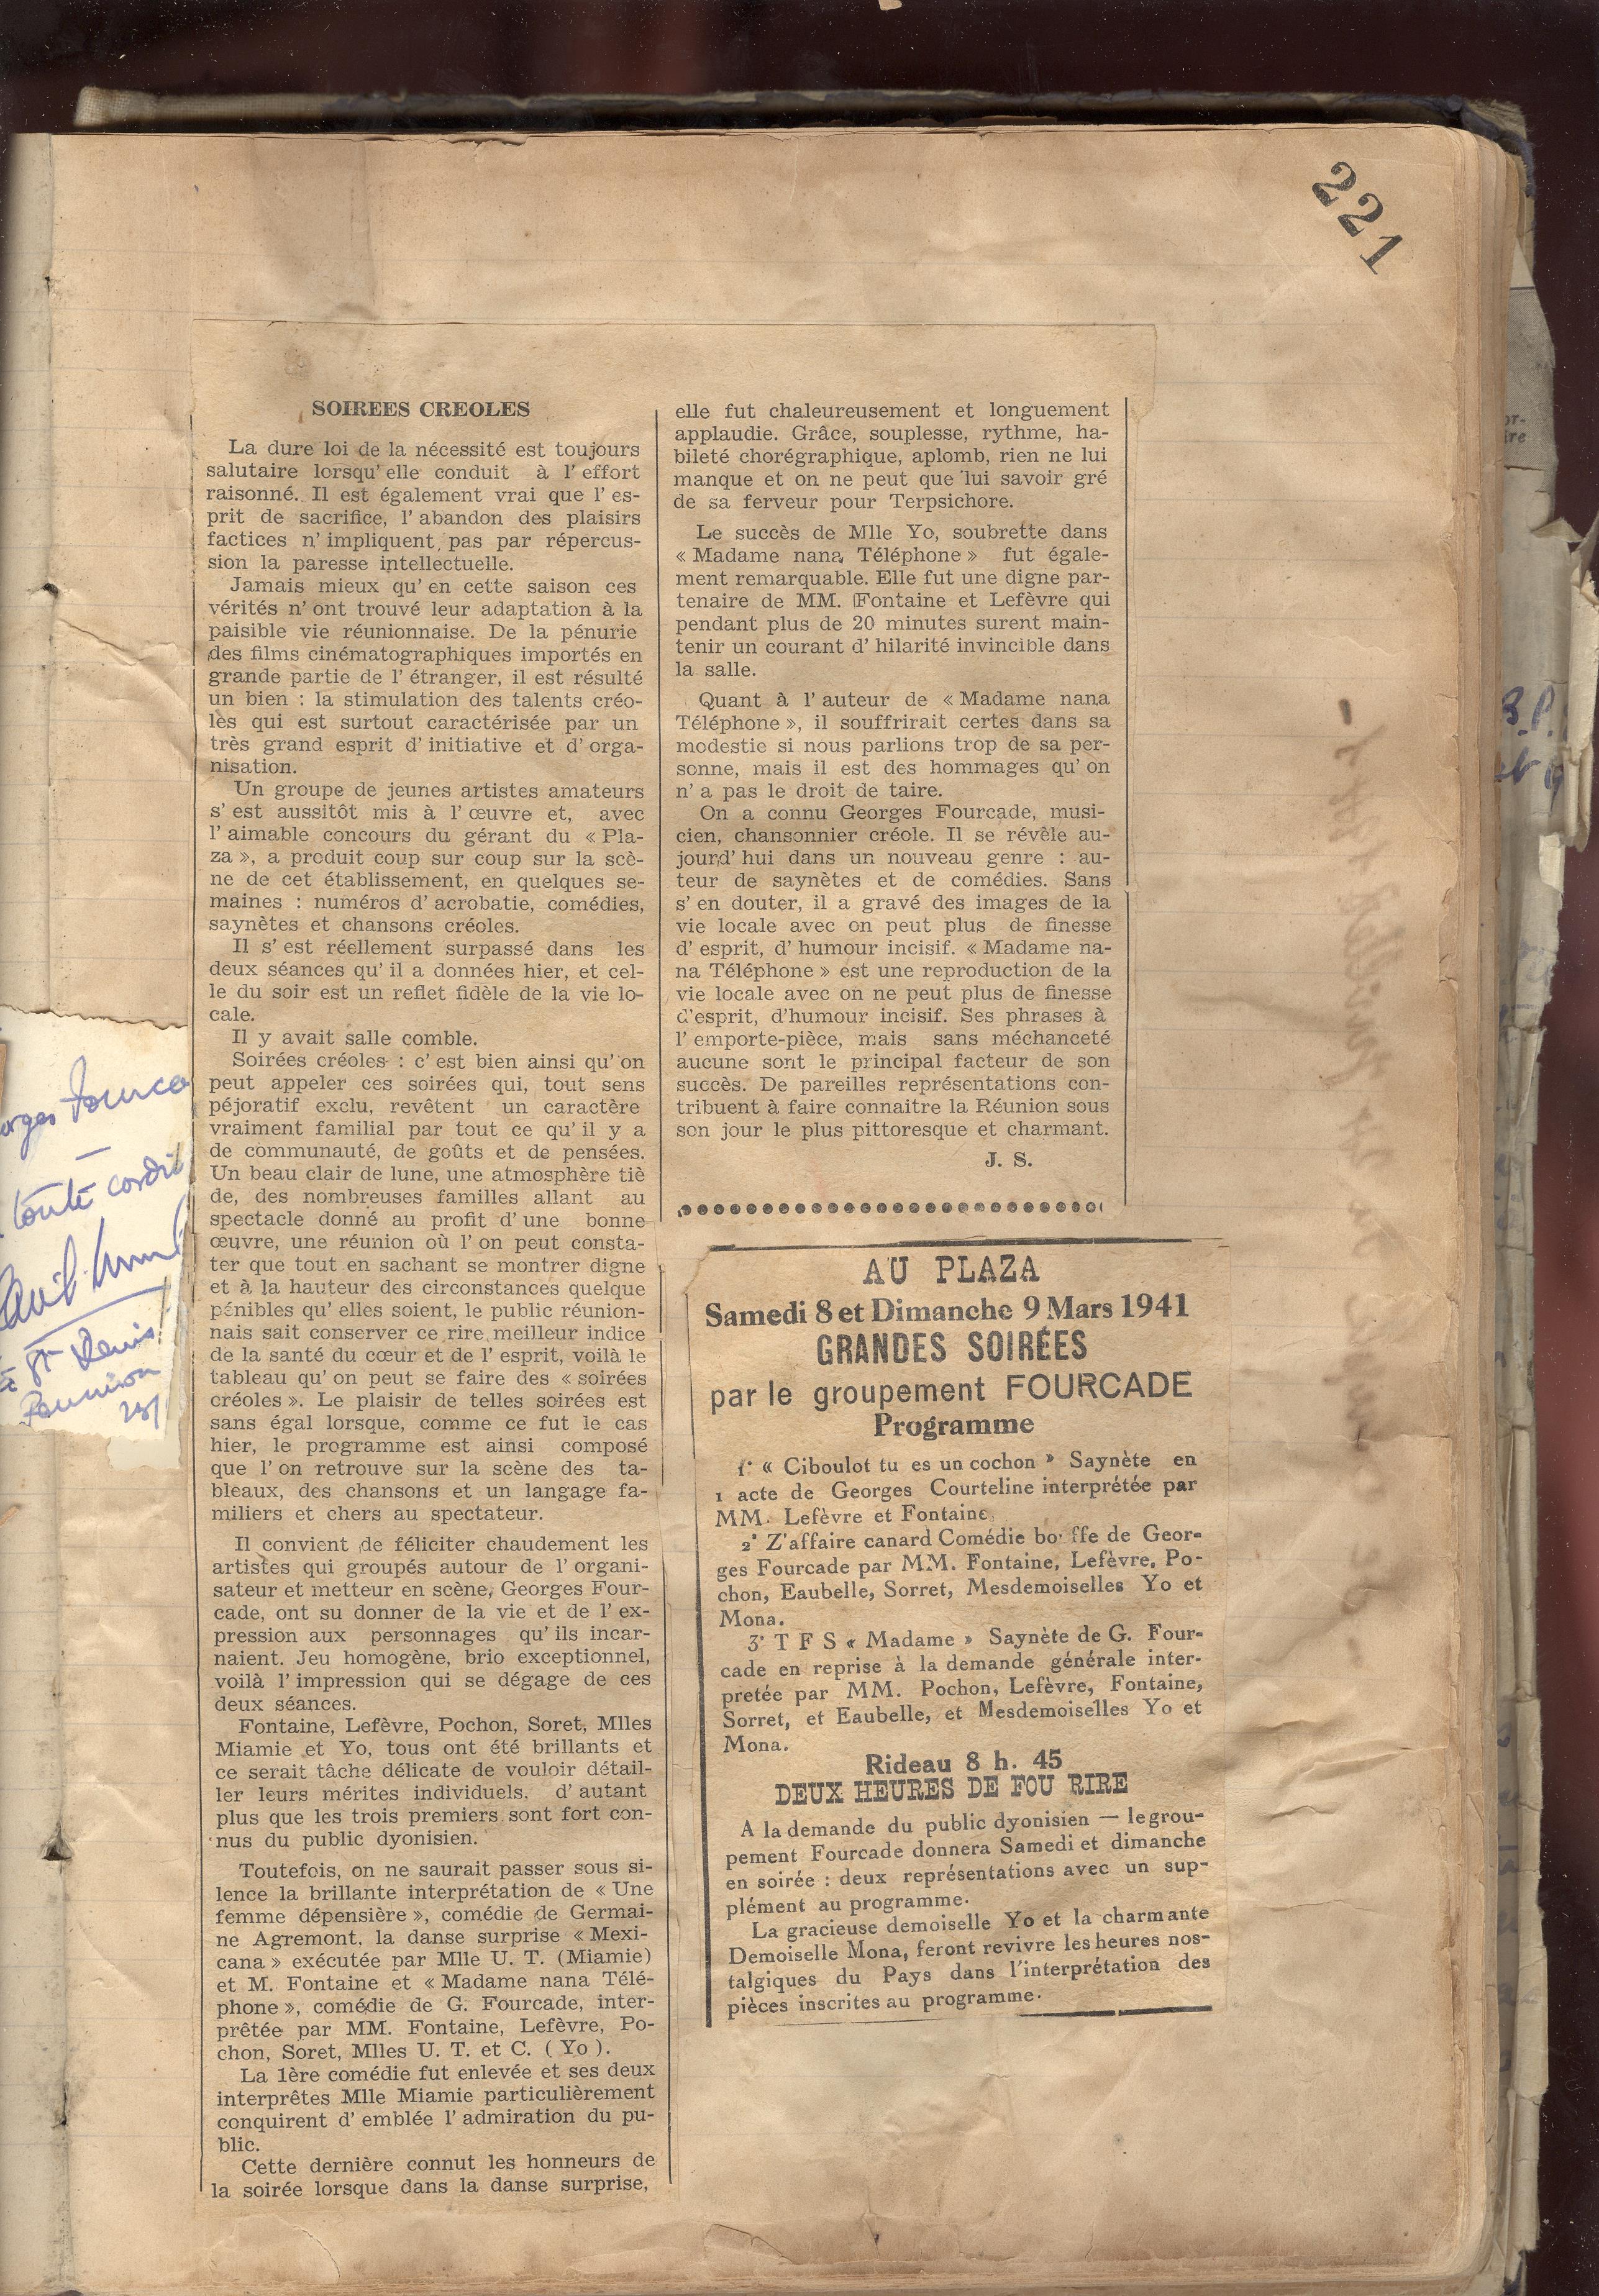 221
SOIREES CREOLES
La dure loi de la nécessité est toujours
salutaire lorsqu' elle conduit à l' effort
raisonné. Il est également vrai que l' es-
prit de sacrifice, l' abandon des plaisirs
factices n' impliquent pas par répercus-
sion la paresse intellectuelle.
Jamais mieux qu' en cette saison ces
vérités n' ont trouvé leur adaptation à la
paisible vie réunionnaise. De la pénurie
des films cinématographiques importés en
grande partie de l' étranger, il est résulté
un bien : la stimulation des talents créo-
les qui est surtout caractérisée par un
très grand esprit d' initiative et d' orga-
nisation.
Un groupe de jeunes artistes amateurs
s' est aussitôt mis à l' œuvre et, avec
l' aimable concours du gérant du « Pla-
za », a produit coup sur coup sur la scè-
ne de cet établissement, en quelques se-
maines : numéros d' acrobatie, comédies,
saynètes et chansons créoles.
Il s' est réellement surpassé dans les
deux séances qu' il a données hier, et cel-
le du soir est un reflet fidèle de la vie lo-
cale.
Il y avait salle comble.
Soirées créoles : c' est bien ainsi qu' on
peut appeler ces soirées qui, tout sens
péjoratif exclu, revêtent un caractère
vraiment familial par tout ce qu' il y a
de communauté, de goûts et de pensées.
Un beau clair de lune, une atmosphère tiè
de, des nombreuses familles allant au
spectacle donné au profit d' une bonne
œuvre, une réunion où l' on peut consta-
ter que tout en sachant se montrer digne
et à la hauteur des circonstances quelque
pénibles qu' elles soient, le public réunion-
nais sait conserver ce rire meilleur indice
de la santé du cœur et de l' esprit, voilà le
tableau qu' on peut se faire des « soirées
créoles ». Le plaisir de telles soirées est
sans égal lorsque, comme ce fut le cas
hier, le programme est ainsi composé
que l' on retrouve sur la scène des ta-
bleaux, des chansons et un langage fa-
miliers et chers au spectateur.
Il convient de féliciter chaudement les
artistes qui groupés autour de l' organi-
sateur et metteur en scène, Georges Four-
cade, ont su donner de la vie et de l' ex-
pression aux personnages qu' ils incar-
naient. Jeu homogène, brio exceptionnel,
voilà l' impression qui se dégage de ces
deux séances.
Fontaine, Lefèvre, Pochon, Soret, Mlles
Miamie et Yo, tous ont été brillants et
ce serait tâche délicate de vouloir détail-
ler leurs mérites individuels, d' autant
plus que les trois premiers sont fort con-
nus du public dyonisien.
Toutefois, on ne saurait passer sous si-
lence la brillante interprétation de « Une
femme dépensière », comédie de Germai-
ne Agremont, la danse surprise « Mexi-
cana » exécutée par Mlle U. T. (Miamie)
et M. Fontaine et « Madame nana Télé-
phone », comédie de G. Fourcade, inter-
prêtée par MM. Fontaine, Lefèvre, Po-
chon, Soret, Mlles U. T. et C. ( Yo ).
La 1ère comédie fut enlevée et ses deux
interprêtes Mlle Miamie particulièrement
conquirent d' emblée l' admiration du pu-
blic.
Cette dernière connut les honneurs de
la soirée lorsque dans la danse surprise,
elle fut chaleureusement et longuement
applaudie. Grâce, souplesse, rythme, ha-
bileté chorégraphique, aplomb, rien ne lui
manque et on ne peut que lui savoir gré
de sa ferveur pour Terpsichore.
Le succès de Mlle Yo, soubrette dans
« Madame nana Téléphone » fut égale-
ment remarquable. Elle fut une digne par-
tenaire de MM. Fontaine et Lefèvre qui
pendant plus de 20 minutes surent main-
tenir un courant d' hilarité invincible dans
la salle.
Quant à l' auteur de « Madame nana
Téléphone », il souffrirait certes dans sa
modestie si nous parlions trop de sa per-
sonne, mais il est des hommages qu' on
n' a pas le droit de taire.
On a connu Georges Fourcade, musi-
cien, chansonnier créole. Il se révèle au-
jourd' hui dans un nouveau genre : au-
teur de saynètes et de comédies. Sans
s' en douter, il a gravé des images de la
vie locale avec on peut plus de finesse
d' esprit, d' humour incisif. « Madame na-
na Téléphone » est une reproduction de la
vie locale avec on ne peut plus de finesse
d'esprit, d'humour incisif. Ses phrases à
l' emporte-pièce, mais sans méchanceté
aucune sont le principal facteur de son
succès. De pareilles représentations con-
tribuent à faire connaitre la Réunion sous
son jour le plus pittoresque et charmant.
J. S.
AU PLAZA
Samedi 8 et Dimanche 9 Mars 1941
GRANDES SOIRÉES
par le groupement FOURCADE
Programme
1° « Ciboulot tu es un cochon » Saynète en
1 acte de Georges Courteline interprétée par
MM. Lefèvre et Fontaine.
2° Z'affaire canard Comédie bouffe de Geor-
ges Fourcade par MM. Fontaine, Lefèvre, Po-
chon, Eaubelle, Sorret, Mesdemoiselles Yo et
Mona.
3° T F S « Madame » Saynète de G. Four-
cade en reprise à la demande générale inter-
pretée par MM. Pochon, Lefèvre, Fontaine,
Sorret, et Eaubelle, et Mesdemoiselles Yo et
Mona.
Rideau 8 h. 45
DEUX HEURES DE FOU RIRE
A la demande du public dyonisien — le grou-
pement Fourcade donnera Samedi et dimanche
en soirée : deux représentations avec un sup-
plément au programme.
La gracieuse demoiselle Yo et la charmante
Demoiselle Mona, feront revivre les heures nos-
talgiques du Pays dans l'interprétation des
pièces inscrites au programme.
orges Fourca
toute cordi
à St Denis
Réunion